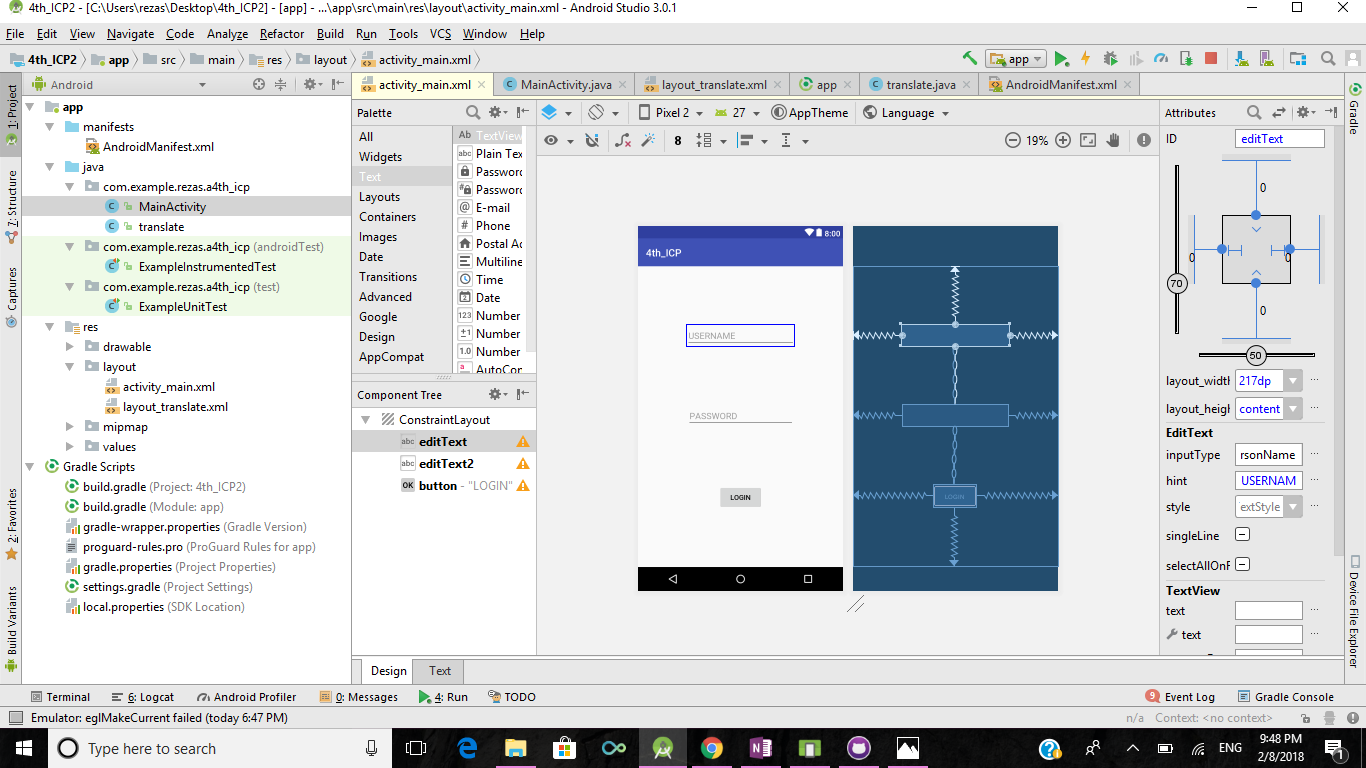 4th_ICP2 - [C:\Users\rezas\Desktop\4th_ICP2] - [app] - ...\app\src\main\res\layout\activity_main.xml - Android Studio 3.0.1
File Edit View Navigate Code Analyze Refactor Build Run Tools VCS Window Help
4th_ICP2 app src main res layout activity_main.xml
app
1: Project
7: Structure
Captures
2: Favorites
Build Variants
Android
app
manifests
AndroidManifest.xml
java
com.example.rezas.a4th_icp
MainActivity
translate
com.example.rezas.a4th_icp (androidTest)
ExampleInstrumentedTest
com.example.rezas.a4th_icp (test)
ExampleUnitTest
res
drawable
layout
activity_main.xml
layout_translate.xml
mipmap
values
Gradle Scripts
build.gradle (Project: 4th_ICP2)
build.gradle (Module: app)
gradle-wrapper.properties (Gradle Version)
proguard-rules.pro (ProGuard Rules for app)
gradle.properties (Project Properties)
settings.gradle (Project Settings)
local.properties (SDK Location)
activity_main.xml MainActivity.java layout_translate.xml app translate.java AndroidManifest.xml
Palette
All
Widgets
Text
Layouts
Containers
Images
Date
Transitions
Advanced
Google
Design
AppCompat
Ab TextView
abc Plain Te
Password
Password
@ E-mail
# Phone
Postal Ad
Multiline
Time
Date
123 Number
±1 Number
1.0 Number
a AutoCon
Component Tree
ConstraintLayout
abc editText
abc editText2
OK button - "LOGIN"
Pixel 2 27 AppTheme Language
8
19%
8:00
4th_ICP
USERNAME
PASSWORD
LOGIN
LOGIN
Design Text
Attributes
ID editText
0
0 0
70
0
50
layout_width 217dp
layout_heigh content
EditText
inputType rsonName
hint USERNAM
style extStyle
singleLine
selectAllOnF
TextView
text
text
Gradle
Device File Explorer
Terminal 6: Logcat Android Profiler 0: Messages 4: Run TODO 9 Event Log Gradle Console
Emulator: eglMakeCurrent failed (today 6:47 PM) n/a Context: <no context>
Type here to search
ENG
9:48 PM
2/8/2018
1